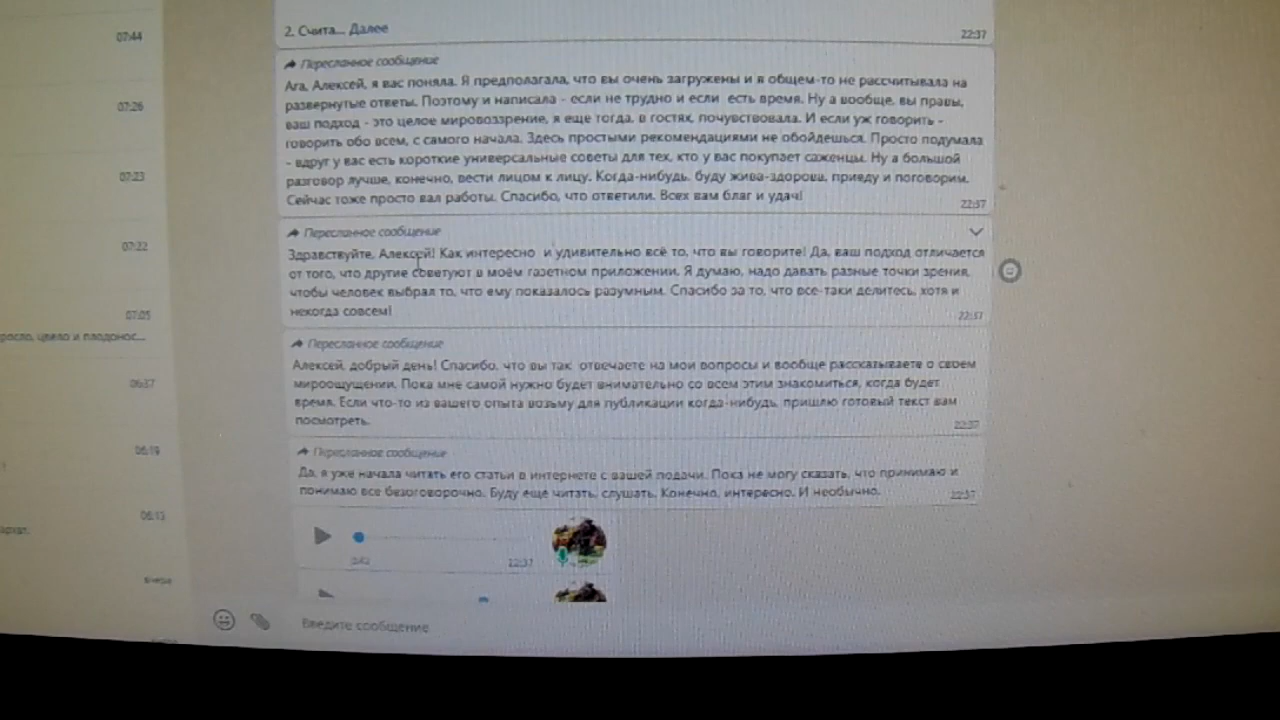 07:44
07:26
07:23
07:22
07:05
росло, цвело и плодонос...
06:37
06:19
06:15
вчера
2. Счита... Далее
22:37
Пересланное сообщение
Ага, Алексей, я вас поняла. Я предполагала, что вы очень загружены и я общем-то не рассчитывала на
развернутые ответы. Поэтому и написала - если не трудно и если есть время. Ну а вообще, вы правы,
ваш подход - это целое мировоззрение, я еще тогда, в гостях, почувствовала. И если уж говорить -
говорить обо всем, с самого начала. Здесь простыми рекомендациями не обойдешься. Просто подумала
- вдруг у вас есть короткие универсальные советы для тех, кто у вас покупает саженцы. Ну а большой
разговор лучше, конечно, вести лицом к лицу. Когда-нибудь, буду жива-здорова, приеду и поговорим.
Сейчас тоже просто вал работы. Спасибо, что ответили. Всех вам благ и удач!
22:37
Пересланное сообщение
Здравствуйте, Алексей! Как интересно и удивительно всё то, что вы говорите! Да, ваш подход отличается
от того, что другие советуют в моём газетном приложении. Я думаю, надо давать разные точки зрения,
чтобы человек выбрал то, что ему показалось разумным. Спасибо за то, что все-таки делитесь, хотя и
некогда совсем!
22:37
Пересланное сообщение
Алексей, добрый день! Спасибо, что вы так отвечаете на мои вопросы и вообще рассказываете о своем
мироощущении. Пока мне самой нужно будет внимательно со всем этим знакомиться, когда будет
время. Если что-то из вашего опыта возьму для публикации когда-нибудь, пришлю готовый текст вам
посмотреть.
22:37
Пересланное сообщение
Да, я уже начала читать его статьи в интернете с вашей подачи. Пока не могу сказать, что принимаю и
понимаю все безоговорочно. Буду еще читать, слушать. Конечно, интересно. И необычно.
22:37
22:37
Введите сообщение